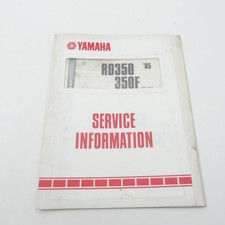 YAMAHA
RD350 '85
350F
SERVICE
INFORMATION